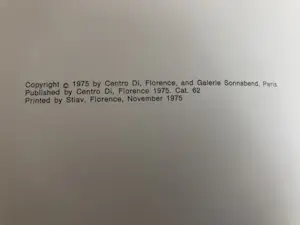 Copyright © 1975 by Centro Di, Florence, and Galerie Sonnabend, Paris
Published by Centro Di, Florence 1975. Cat. 62
Printed by Stiav, Florence, November 1975